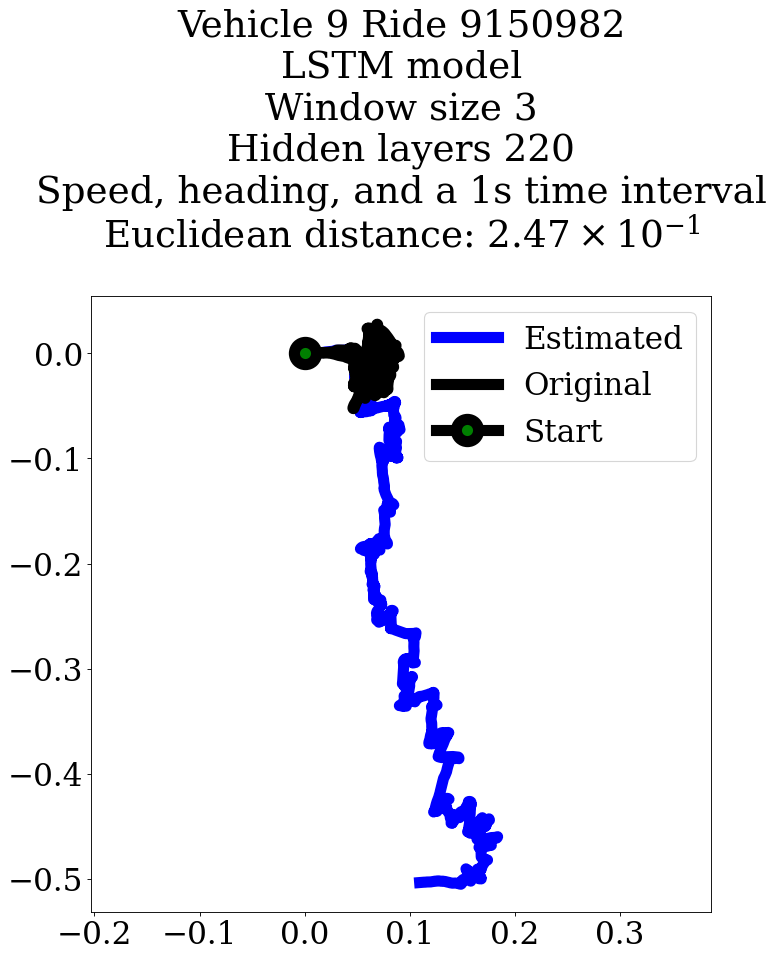 Vehicle 9 Ride 9150982
LSTM model
Window size 3
Hidden layers 220
Speed, heading, and a 1s time interval
Euclidean distance: 2.47 × 10⁻¹
Estimated
Original
Start
0.0
−0.1
−0.2
−0.3
−0.4
−0.5
−0.2 −0.1 0.0 0.1 0.2 0.3